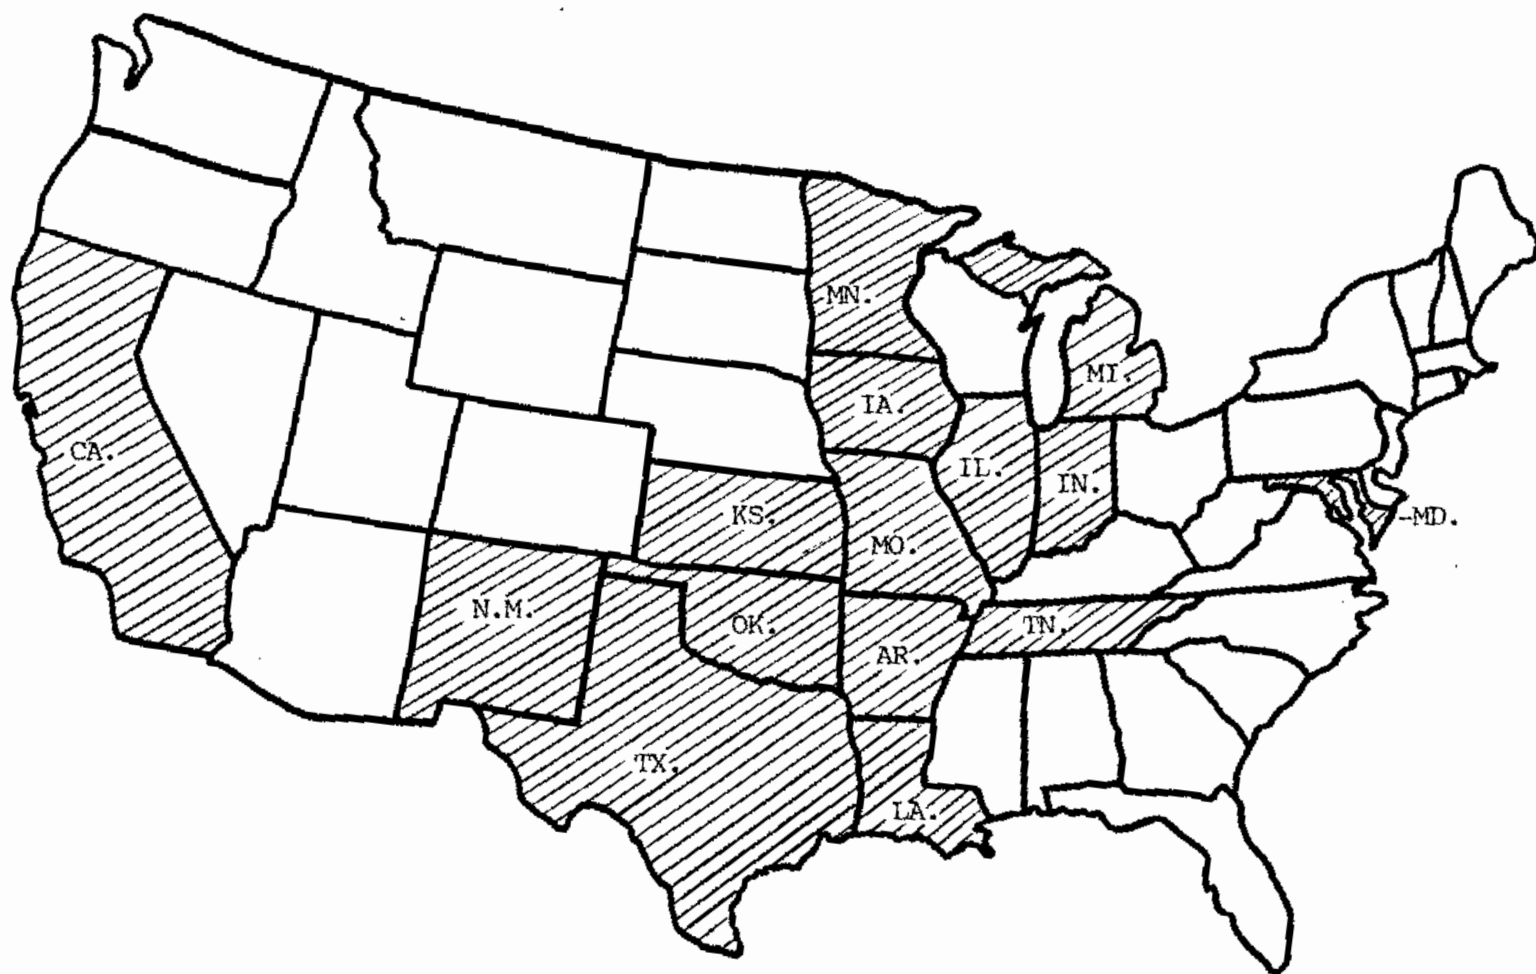 MN.
MI.
IA.
CA.
IL.
IN.
KS.
MO.
-MD.
N.M.
OK.
TN.
AR.
TX.
LA.